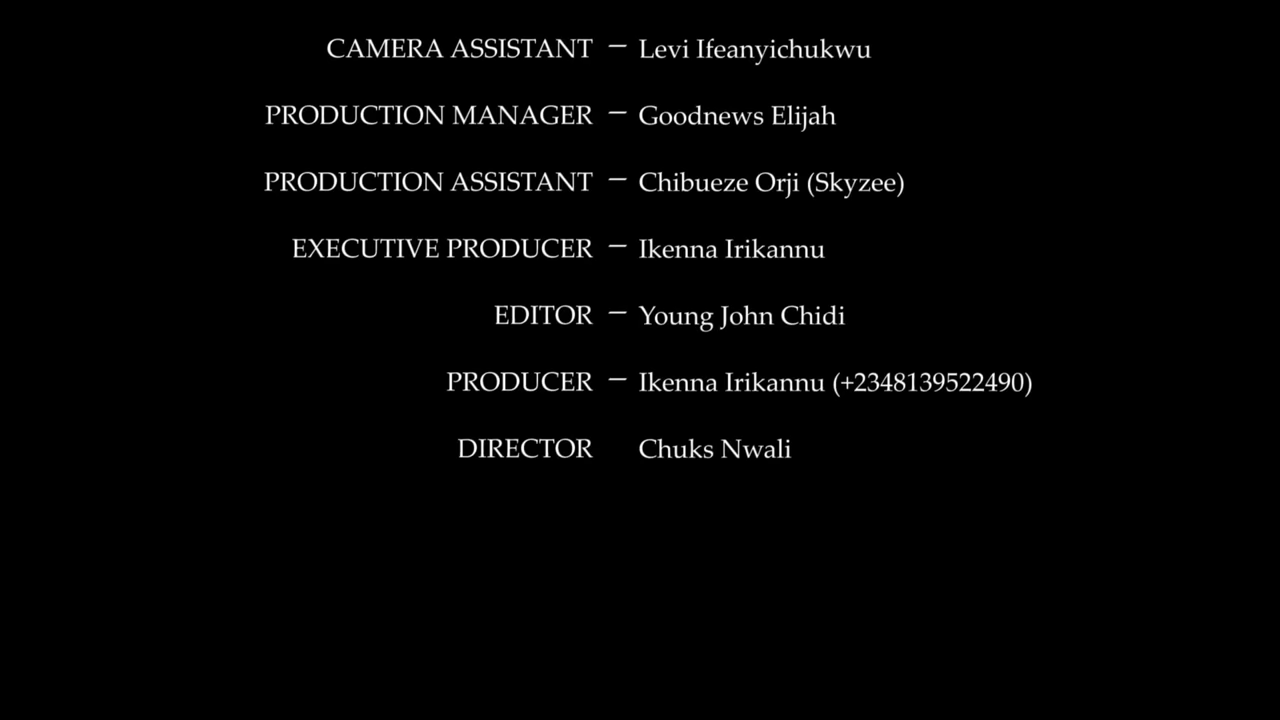 CAMERA ASSISTANT – Levi Ifeanyichukwu
PRODUCTION MANAGER – Goodnews Elijah
PRODUCTION ASSISTANT – Chibueze Orji (Skyzee)
EXECUTIVE PRODUCER – Ikenna Irikannu
EDITOR – Young John Chidi
PRODUCER – Ikenna Irikannu (+2348139522490)
DIRECTOR Chuks Nwali